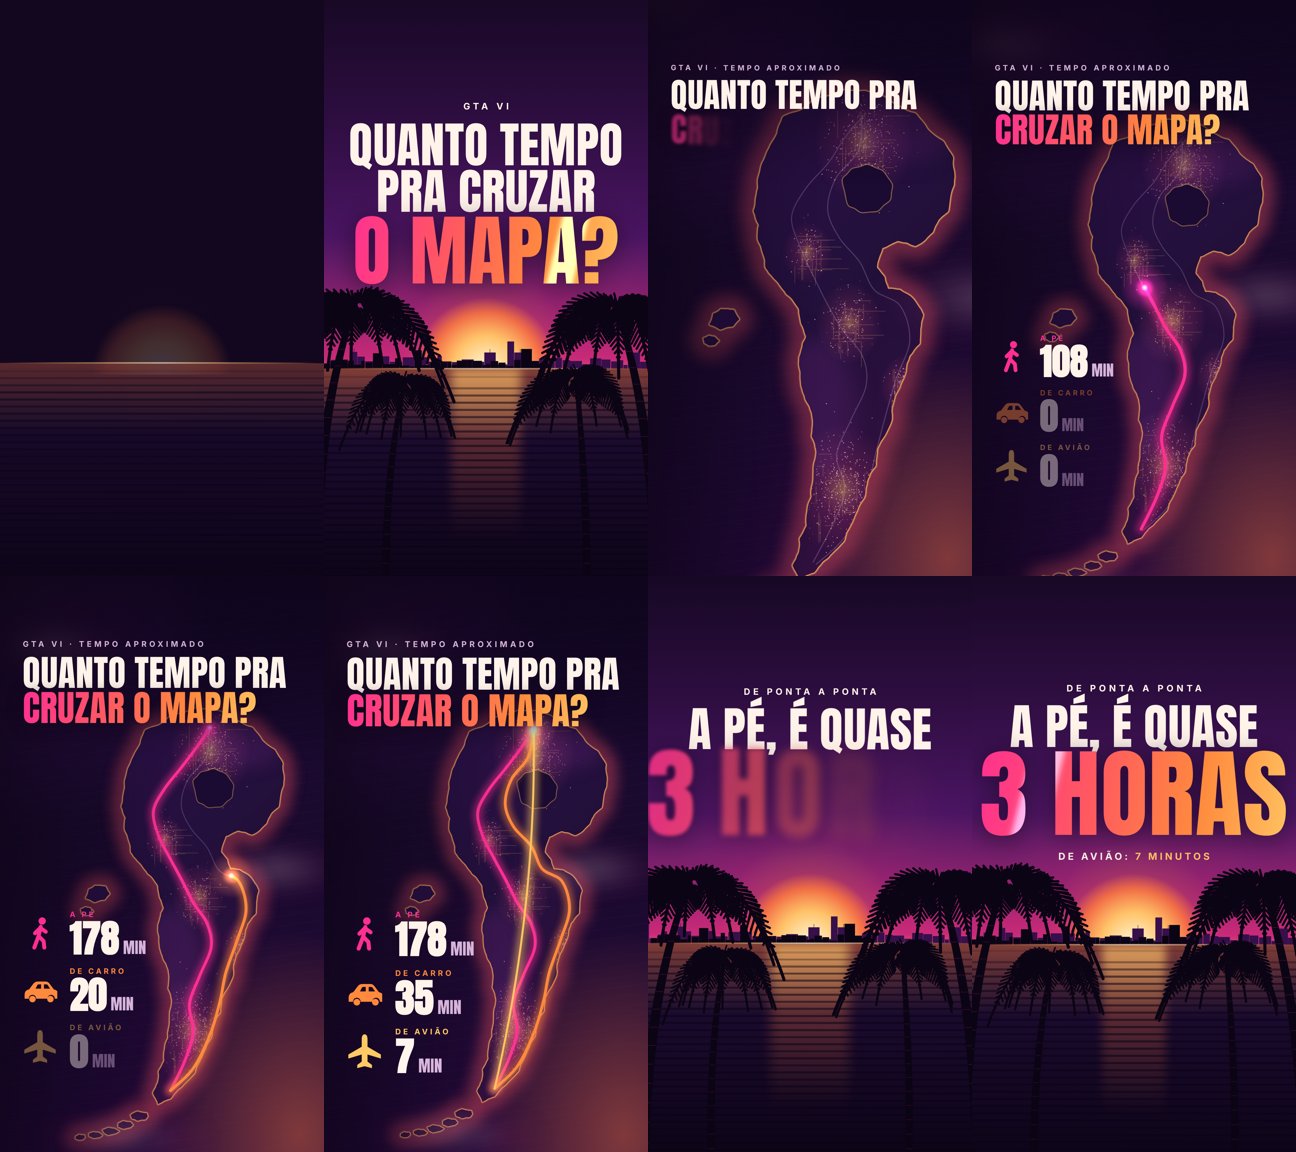 GTA VI
QUANTO TEMPO
PRA CRUZAR
O MAPA?
GTA VI · TEMPO APROXIMADO
QUANTO TEMPO PRA
CRU
GTA VI · TEMPO APROXIMADO
QUANTO TEMPO PRA
CRUZAR O MAPA?
A PÉ
108 MIN
DE CARRO
0 MIN
DE AVIÃO
0 MIN
GTA VI · TEMPO APROXIMADO
QUANTO TEMPO PRA
CRUZAR O MAPA?
A PÉ
178 MIN
DE CARRO
20 MIN
DE AVIÃO
0 MIN
GTA VI · TEMPO APROXIMADO
QUANTO TEMPO PRA
CRUZAR O MAPA?
A PÉ
178 MIN
DE CARRO
35 MIN
DE AVIÃO
7 MIN
DE PONTA A PONTA
A PÉ, É QUASE
3 HOR
DE PONTA A PONTA
A PÉ, É QUASE
3 HORAS
DE AVIÃO: 7 MINUTOS